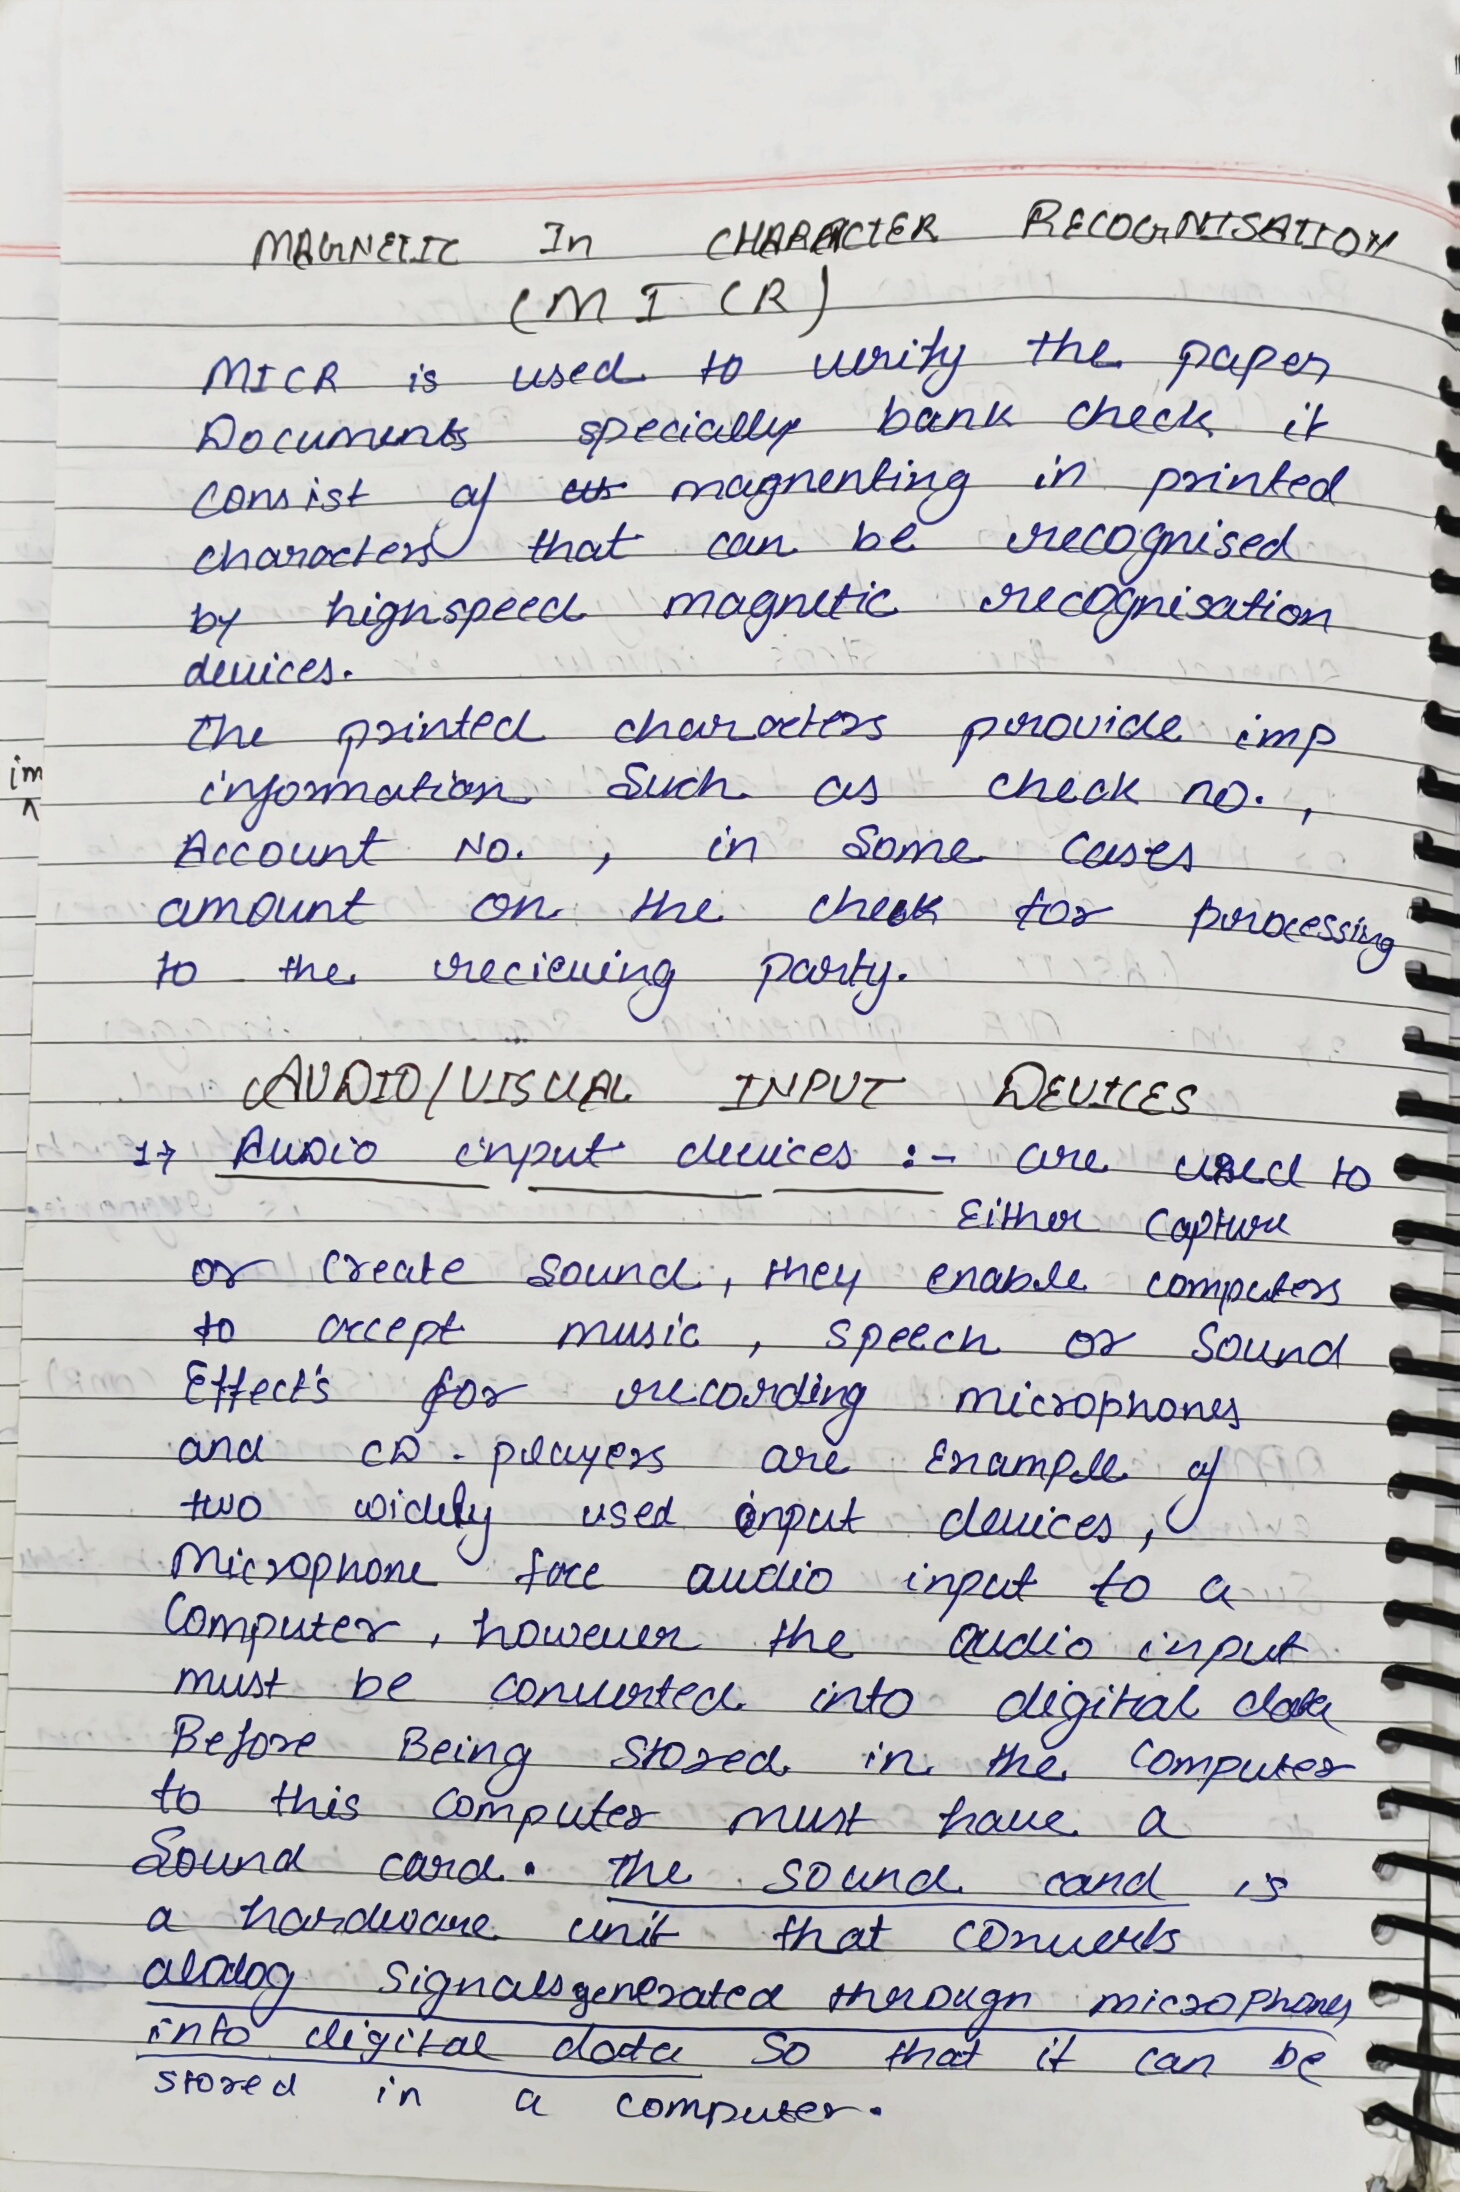 MAGNETIC In CHARACTER RECOGNISATION
(MICR)
MICR is used to verify the paper
Documents specially bank check it
consist of magnenting in printed
characters that can be recognised
by highspeed magnetic recognisation
devices.
The printed characters provide imp
im
information Such as check no.,
Account No., in Some Cases
amount on the check for processing
to the recieving party.
AUDIO/VISUAL INPUT DEVICES
1→ Audio input devices :- are used to
Either Capture
or Create Sound, they enable computers
to accept music, speech or Sound
Effect's for recording microphones
and CD-players are Example of
two widely used input devices,
Microphone face audio input to a
Computer, however the audio input
must be converted into digital data
Before Being Stored in the Computer
to this Computer must have a
Sound card. The sound card is
a hardware unit that converts
alodog Signals generated through microphones
into digital data So that it can be
stored in a computer.